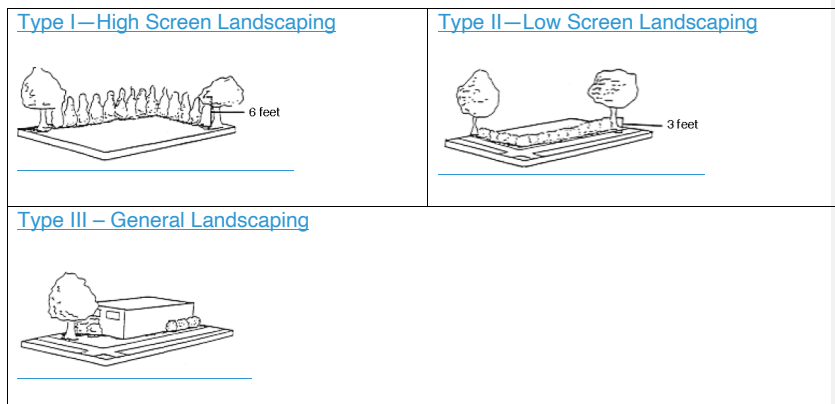 Type I—High Screen Landscaping
6 feet
Type II—Low Screen Landscaping
3 feet
Type III – General Landscaping